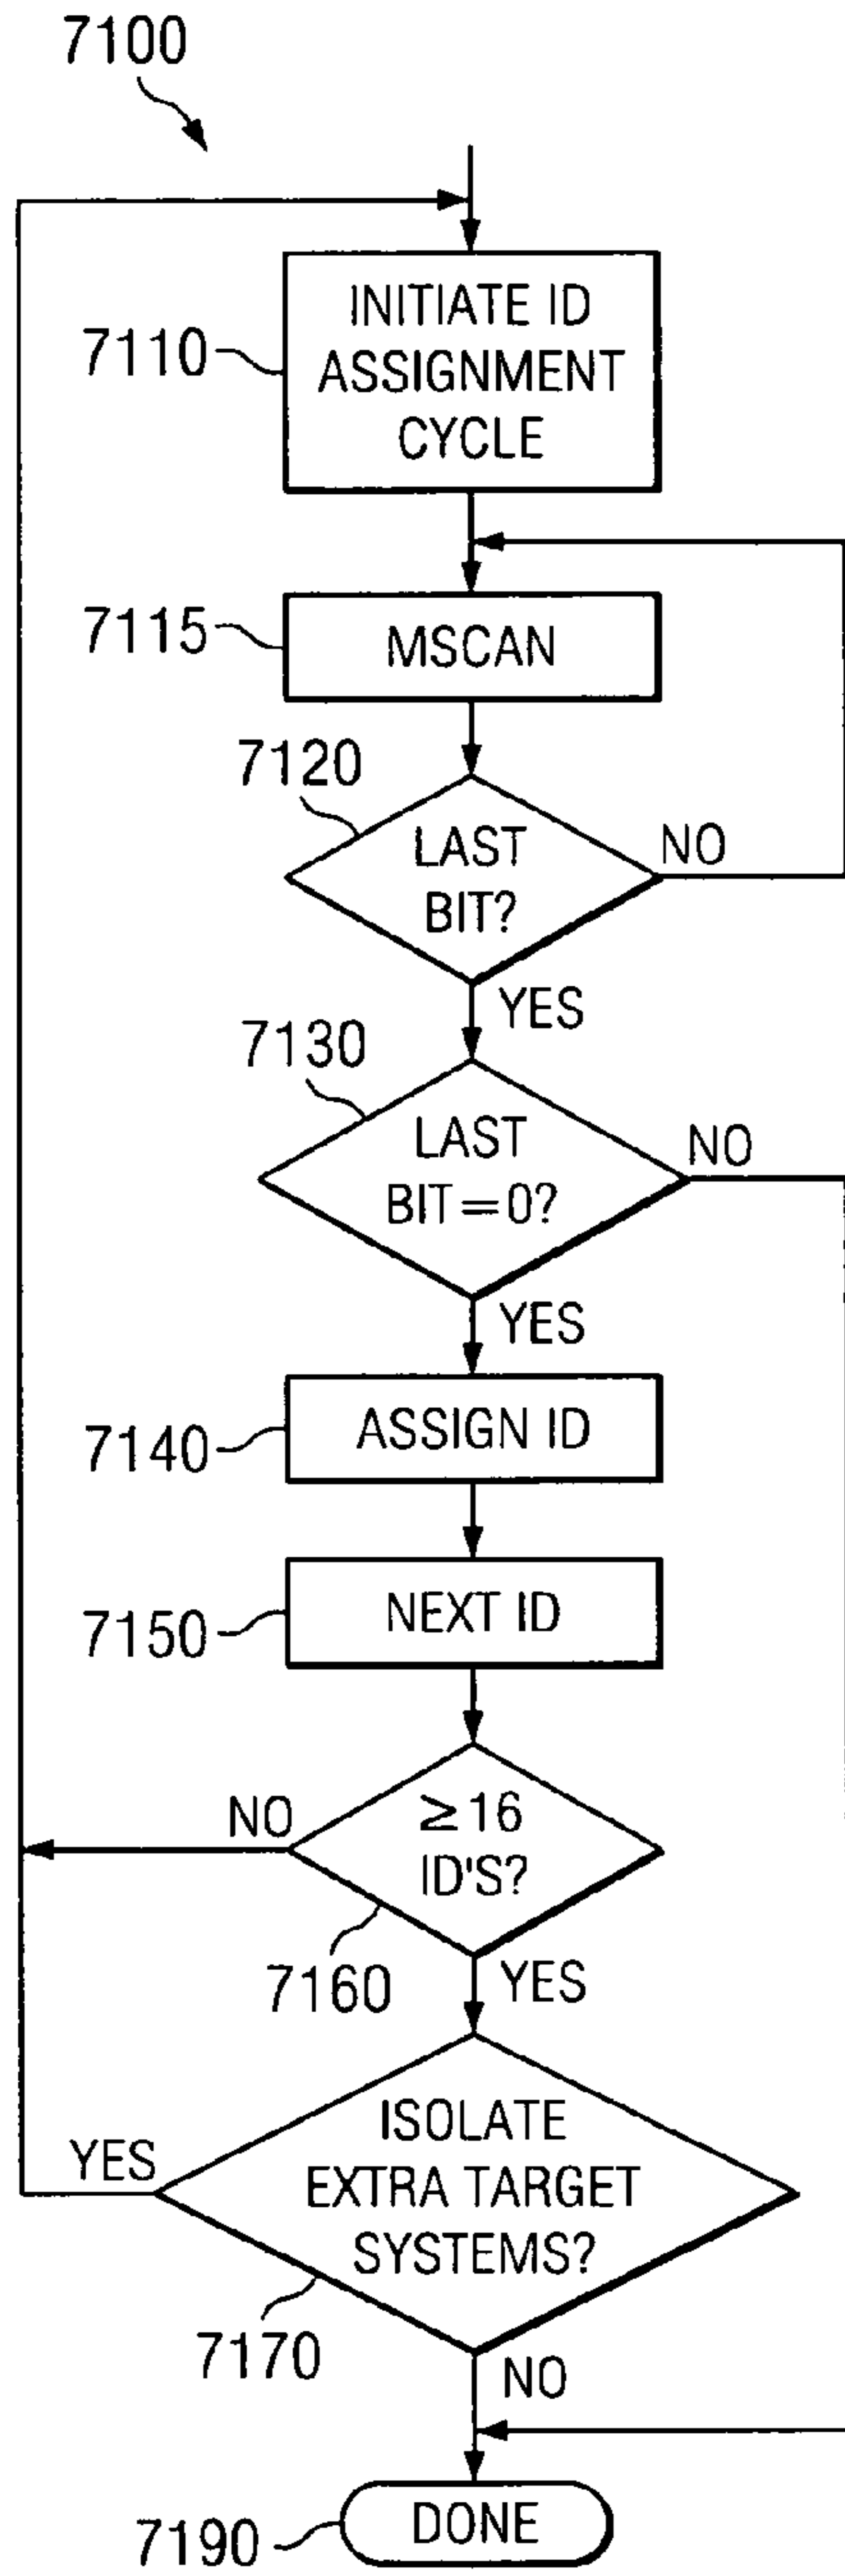 7100
INITIATE ID
ASSIGNMENT
CYCLE
7110
MSCAN
7115
7120
LAST
BIT?
NO
YES
7130
LAST
BIT=0?
NO
YES
ASSIGN ID
7140
NEXT ID
7150
≥16
ID'S?
NO
7160
YES
ISOLATE
EXTRA TARGET
SYSTEMS?
YES
7170
NO
DONE
7190